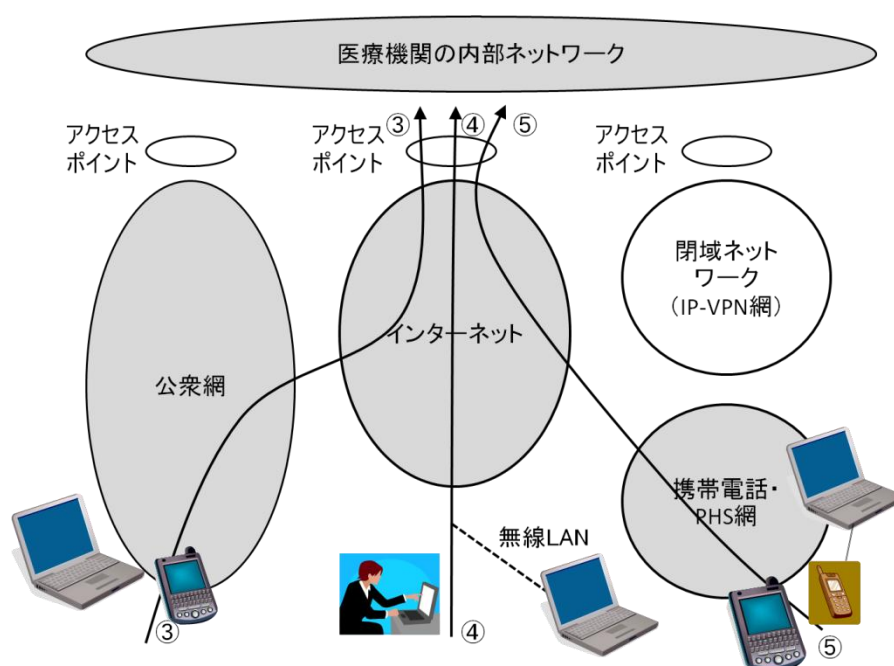 医療機関の内部ネットワーク
③
④
⑤
アクセス
ポイント
アクセス
ポイント
アクセス
ポイント
閉域ネット
ワーク
（IP-VPN網）
インターネット
公衆網
携帯電話・
PHS網
無線LAN
③
④
⑤